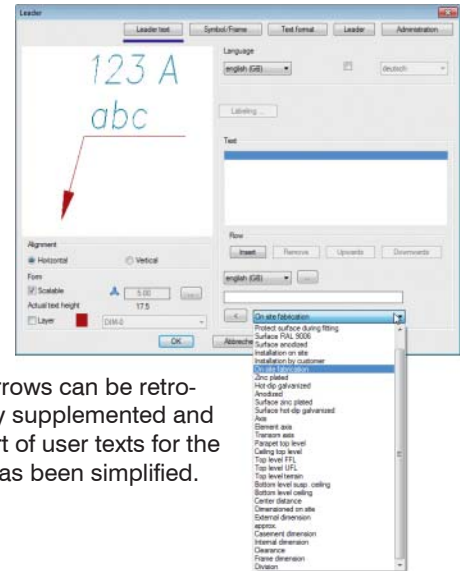 Leader
Leader text Symbol/Frame Text format Leader Administration
123 A
abc
Language
english (GB) deutsch
Labeling ...
Text
Row
Insert Remove Upwards Downwards
english (GB) ...
Alignment
Horizontal Vertical
Form
Scalable A 5.00
Actual text height 17.5
Layer DIM-0
< On site fabrication
OK Abbreche
Protect surface during fitting
Surface RAL 9006
Surface anodized
Installation on site
Installation by customer
On site fabrication
Zinc plated
Hot-dip galvanized
Anodized
Surface zinc plated
Surface hot-dip galvanized
Axis
Element axis
Transom axis
Parapet top level
Ceiling top level
Top level FFL
Top level UFL
Top level terrain
Bottom level susp. ceiling
Bottom level ceiling
Center distance
Dimensioned on site
External dimension
approx.
Casement dimension
Internal dimension
Clearance
Frame dimension
Division
rrows can be retro-
y supplemented and
rt of user texts for the
as been simplified.